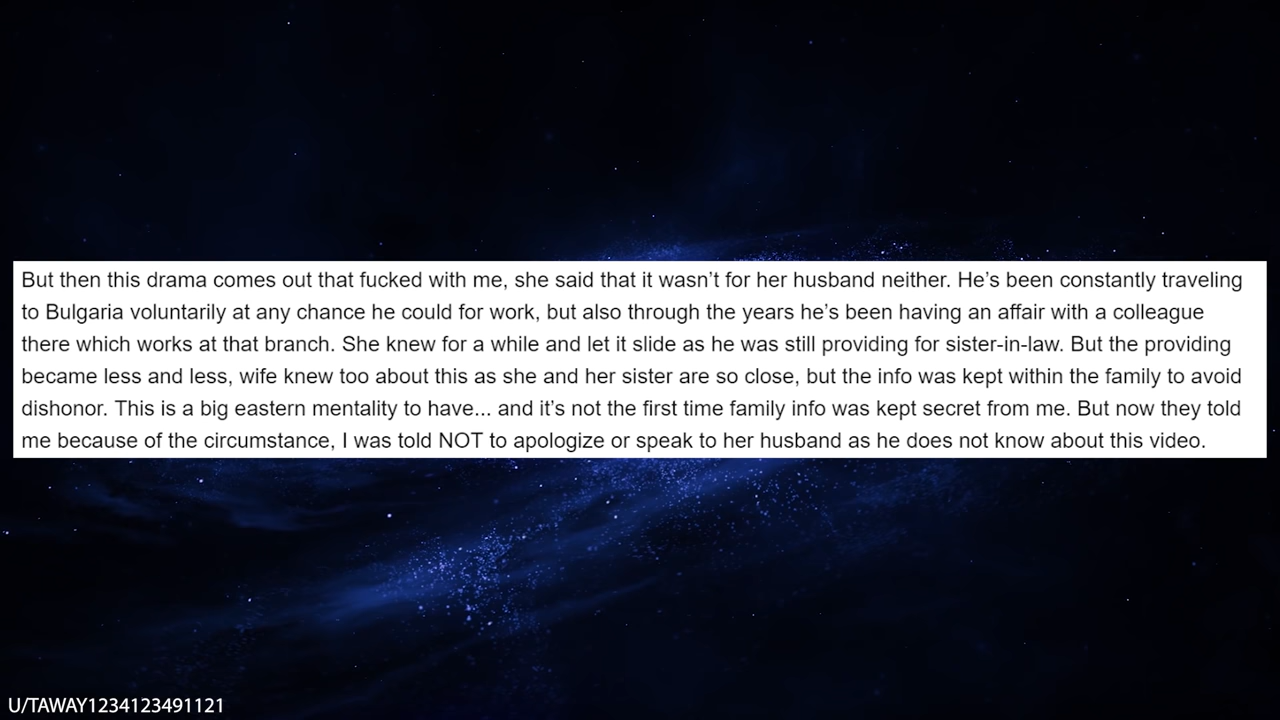 But then this drama comes out that fucked with me, she said that it wasn’t for her husband neither. He’s been constantly traveling
to Bulgaria voluntarily at any chance he could for work, but also through the years he’s been having an affair with a colleague
there which works at that branch. She knew for a while and let it slide as he was still providing for sister-in-law. But the providing
became less and less, wife knew too about this as she and her sister are so close, but the info was kept within the family to avoid
dishonor. This is a big eastern mentality to have... and it’s not the first time family info was kept secret from me. But now they told
me because of the circumstance, I was told NOT to apologize or speak to her husband as he does not know about this video.
U/TAWAY1234123491121